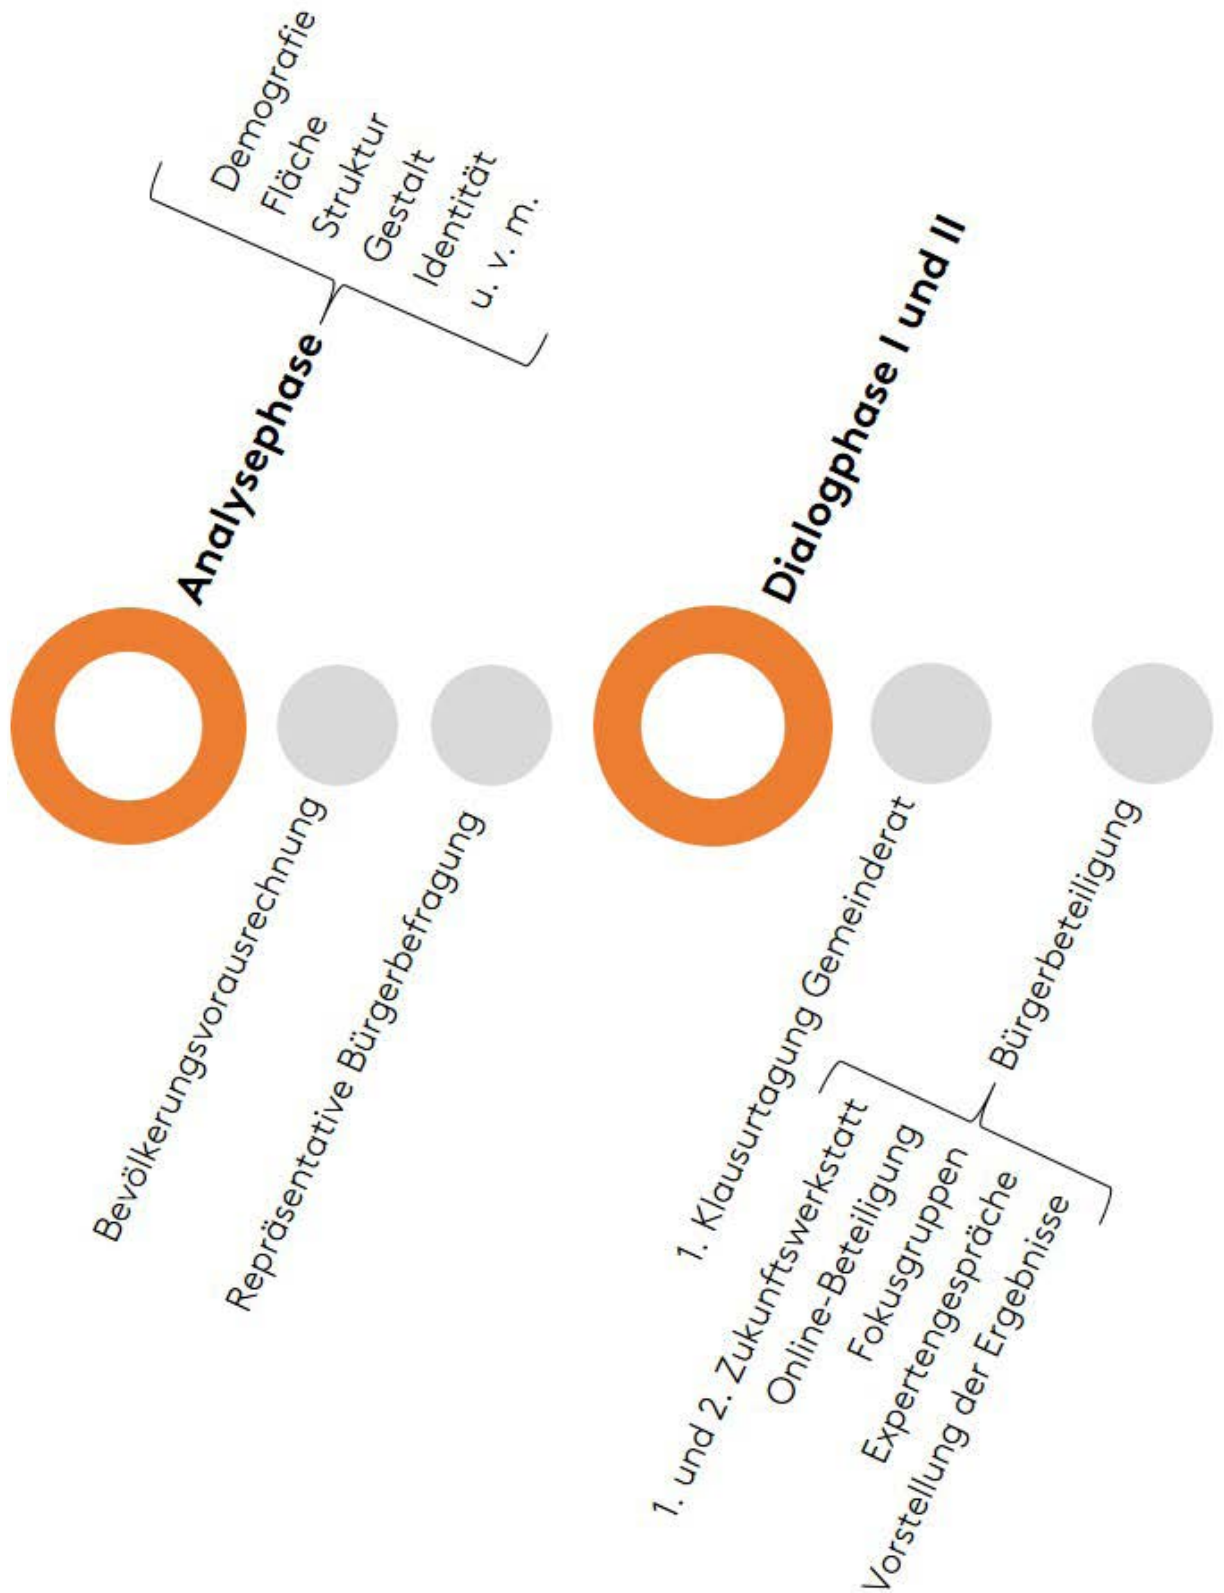 Analysephase
Demografie
Fläche
Struktur
Gestalt
Identität
u. v. m.
Bevölkerungsvorausrechnung
Repräsentative Bürgerbefragung
Dialogphase I und II
1. Klausurtagung Gemeinderat
Bürgerbeteiligung
1. und 2. Zukunftswerkstatt
Online-Beteiligung
Fokusgruppen
Expertengespräche
Vorstellung der Ergebnisse